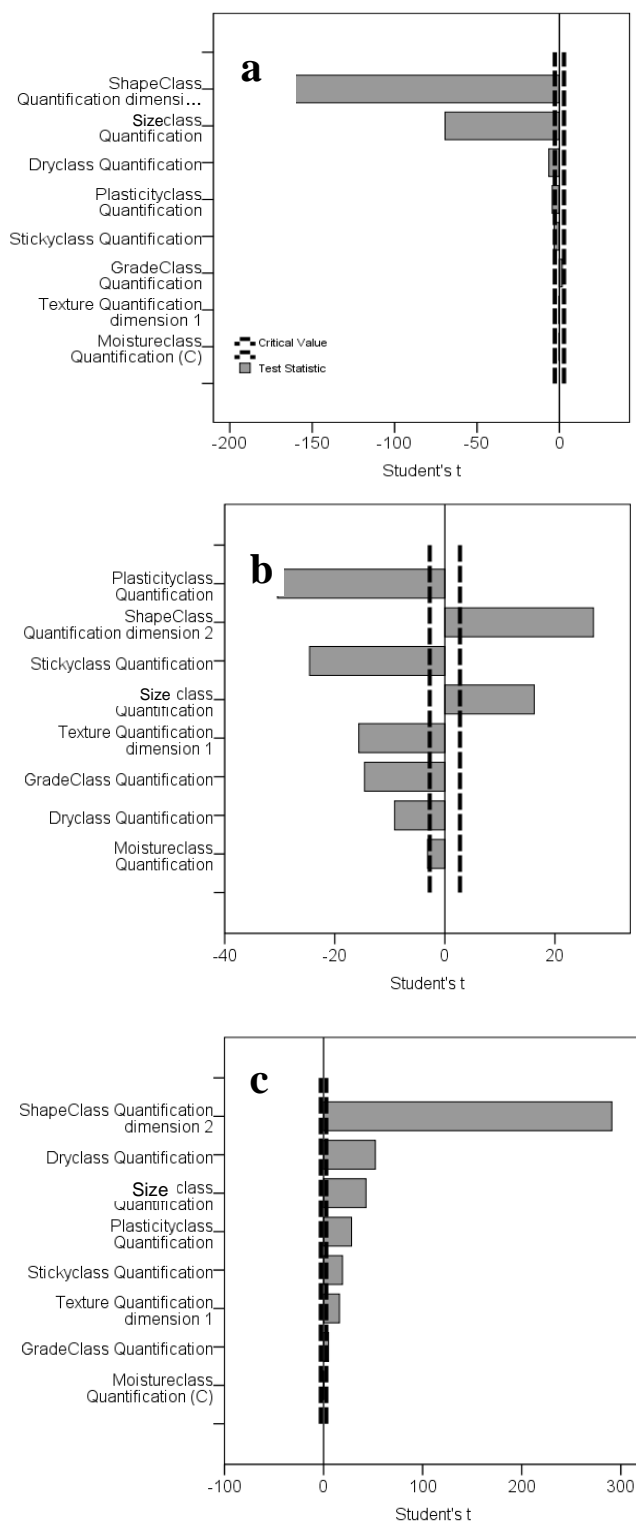 a
ShapeClass
Quantification dimensi...
Sizeclass
Quantification
Dryclass Quantification
Plasticityclass
Quantification
Stickyclass Quantification
GradeClass
Quantification
Texture Quantification
dimension 1
Moistureclass
Quantification (C)
Critical Value
Test Statistic
-200 -150 -100 -50 0
Student's t
b
Plasticityclass
Quantification
ShapeClass
Quantification dimension 2
Stickyclass Quantification
Size class
Quantification
Texture Quantification
dimension 1
GradeClass Quantification
Dryclass Quantification
Moistureclass
Quantification
-40 -20 0 20
Student's t
c
ShapeClass Quantification
dimension 2
Dryclass Quantification
Size class
Quantification
Plasticityclass
Quantification
Stickyclass Quantification
Texture Quantification
dimension 1
GradeClass Quantification
Moistureclass
Quantification (C)
-100 0 100 200 300
Student's t